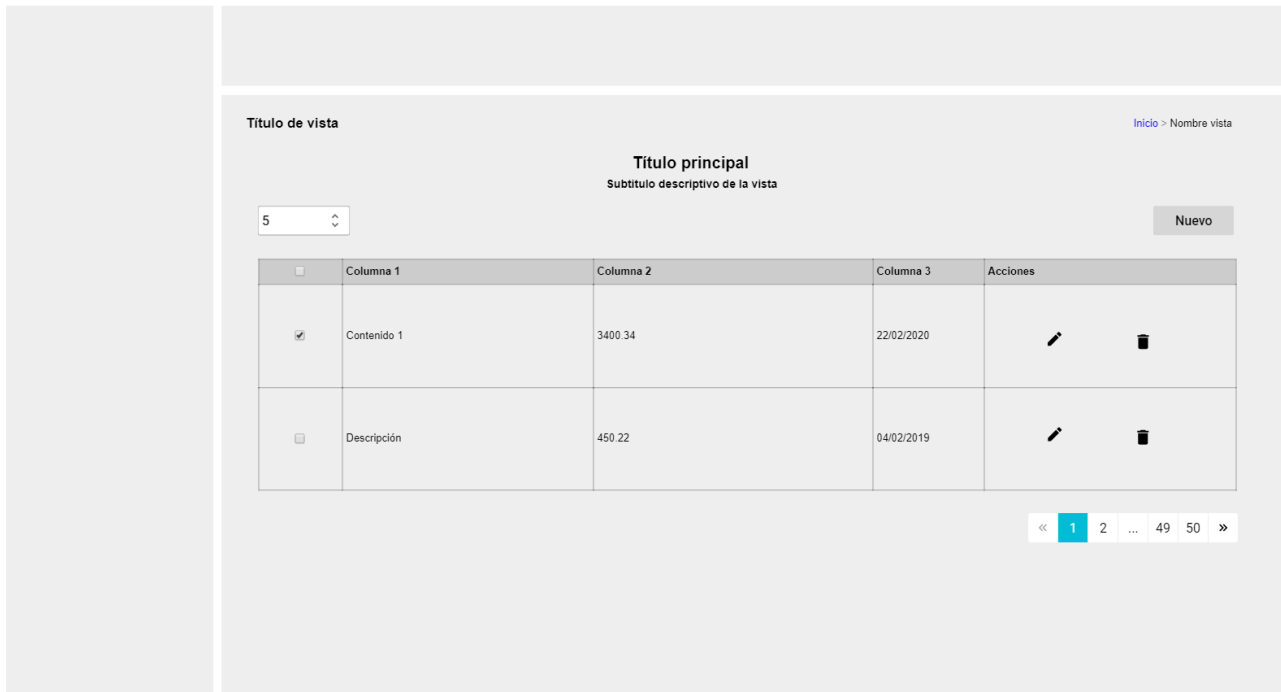 Título de vista
Inicio > Nombre vista
Título principal
Subtitulo descriptivo de la vista
5
Nuevo
Columna 1 Columna 2 Columna 3 Acciones
Contenido 1 3400.34 22/02/2020
Descripción 450.22 04/02/2019
« 1 2 ... 49 50 »